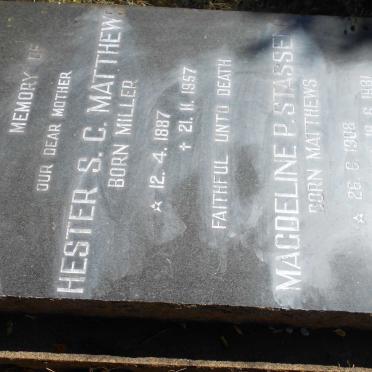 MEMORY OF
OUR DEAR MOTHER
HESTER S. C. MATTHEW
BORN MILLER
☆ 12. 4. 1887
✝ 21. 11. 1957
FAITHFUL UNTO DEATH
MAGDELINE P. STASSE
BORN MATTHEWS
☆ 26. 6. 1908